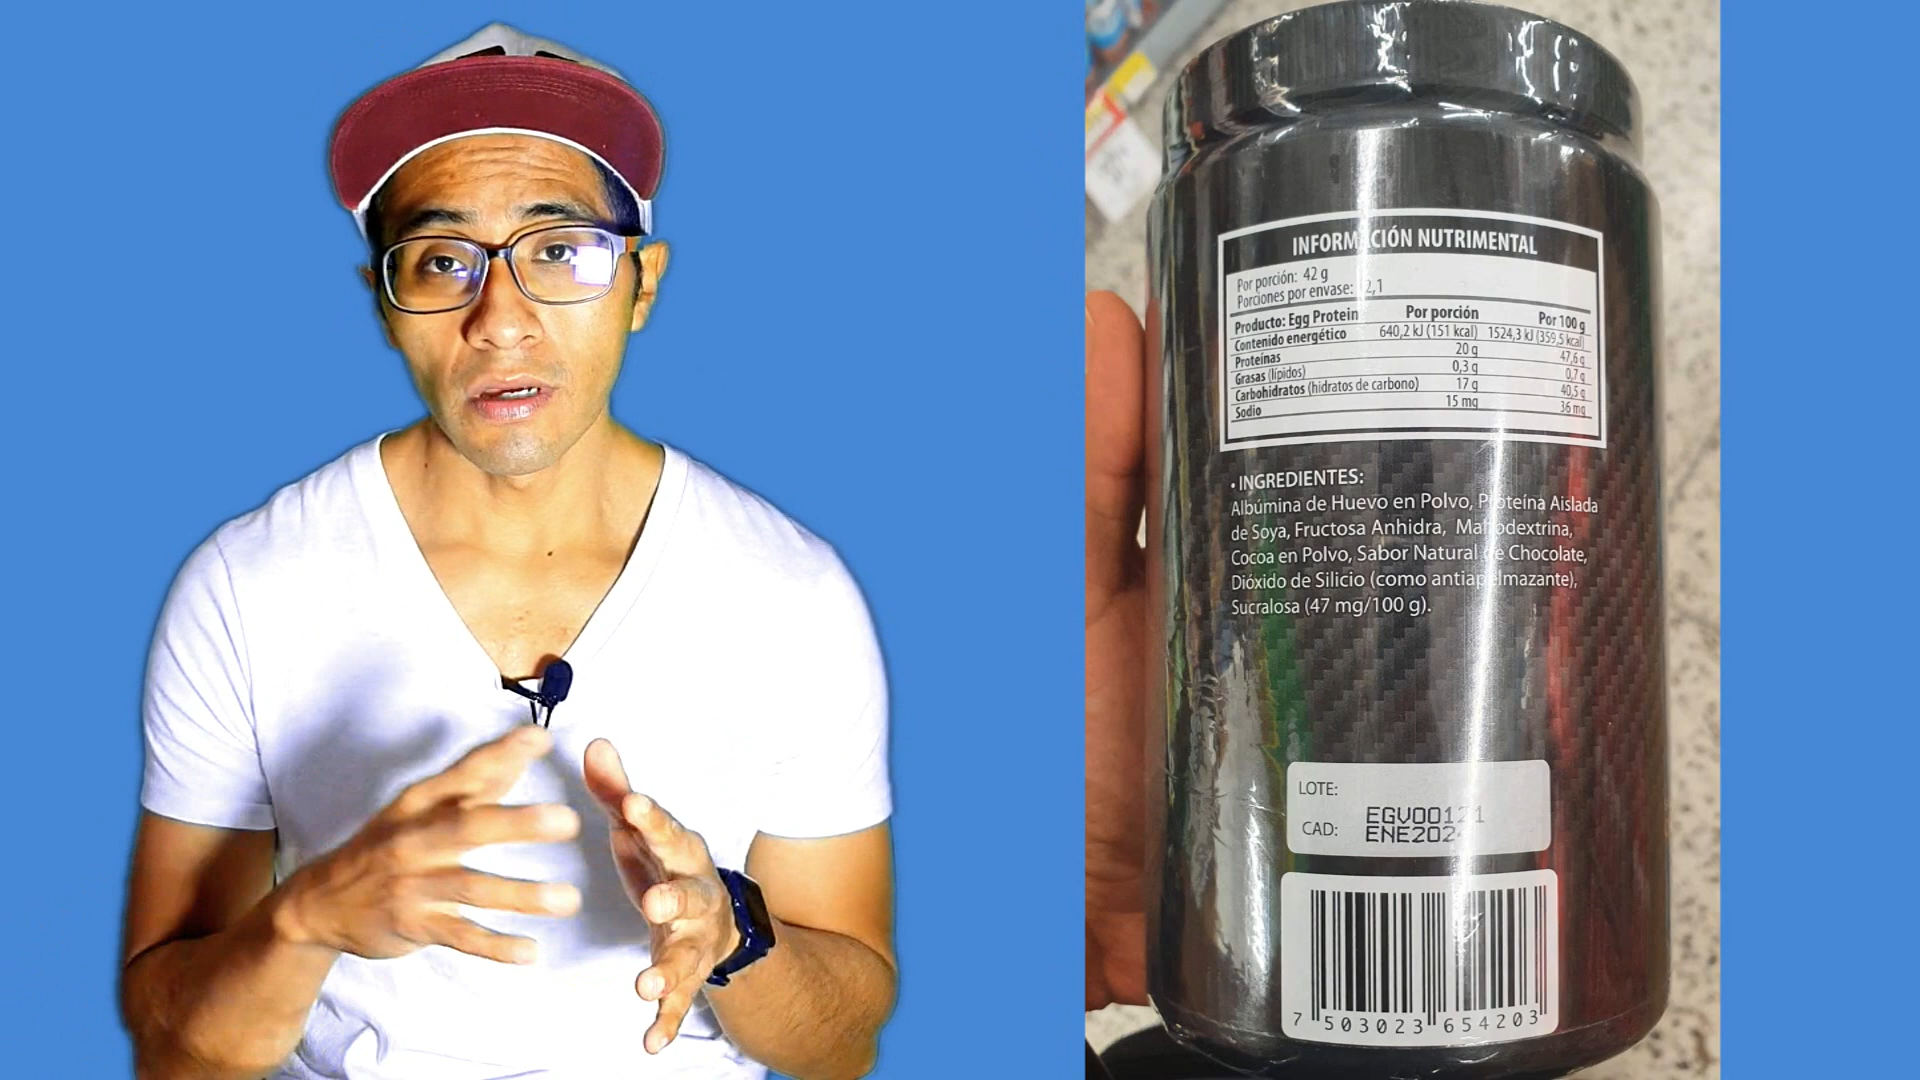 INFORMACIÓN NUTRIMENTAL
Por porción: 42 g
Porciones por envase: 2,1
Producto: Egg Protein Por porción Por 100 g
Contenido energético 640,2 kJ (151 kcal) 1524,3 kJ (359,5 kcal)
Proteínas 20 g 47,6 g
Grasas (lípidos) 0,3 g 0,7 g
Carbohidratos (hidratos de carbono) 17 g 40,5 g
Sodio 15 mg 36 mg
• INGREDIENTES:
Albúmina de Huevo en Polvo, Proteína Aislada
de Soya, Fructosa Anhidra, Maltodextrina,
Cocoa en Polvo, Sabor Natural de Chocolate,
Dióxido de Silicio (como antiapelmazante),
Sucralosa (47 mg/100 g).
LOTE: EGV00121
CAD:
7 503023 654203